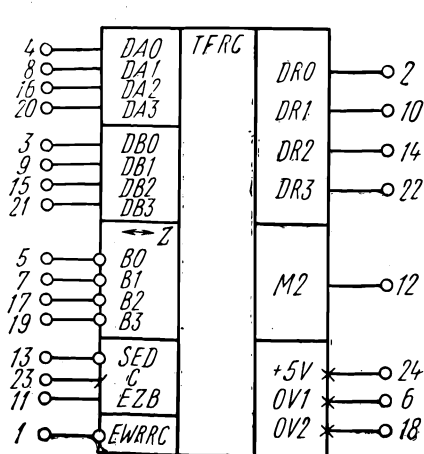 TFRC
4 DA0
8 DA1
16 DA2
20 DA3
3 DB0
9 DB1
15 DB2
21 DB3
↔ Z
5 B0
7 B1
17 B2
19 B3
13 SED
23 C
11 EZB
1 EWRRC
DR0 2
DR1 10
DR2 14
DR3 22
M2 12
+5V 24
0V1 6
0V2 18